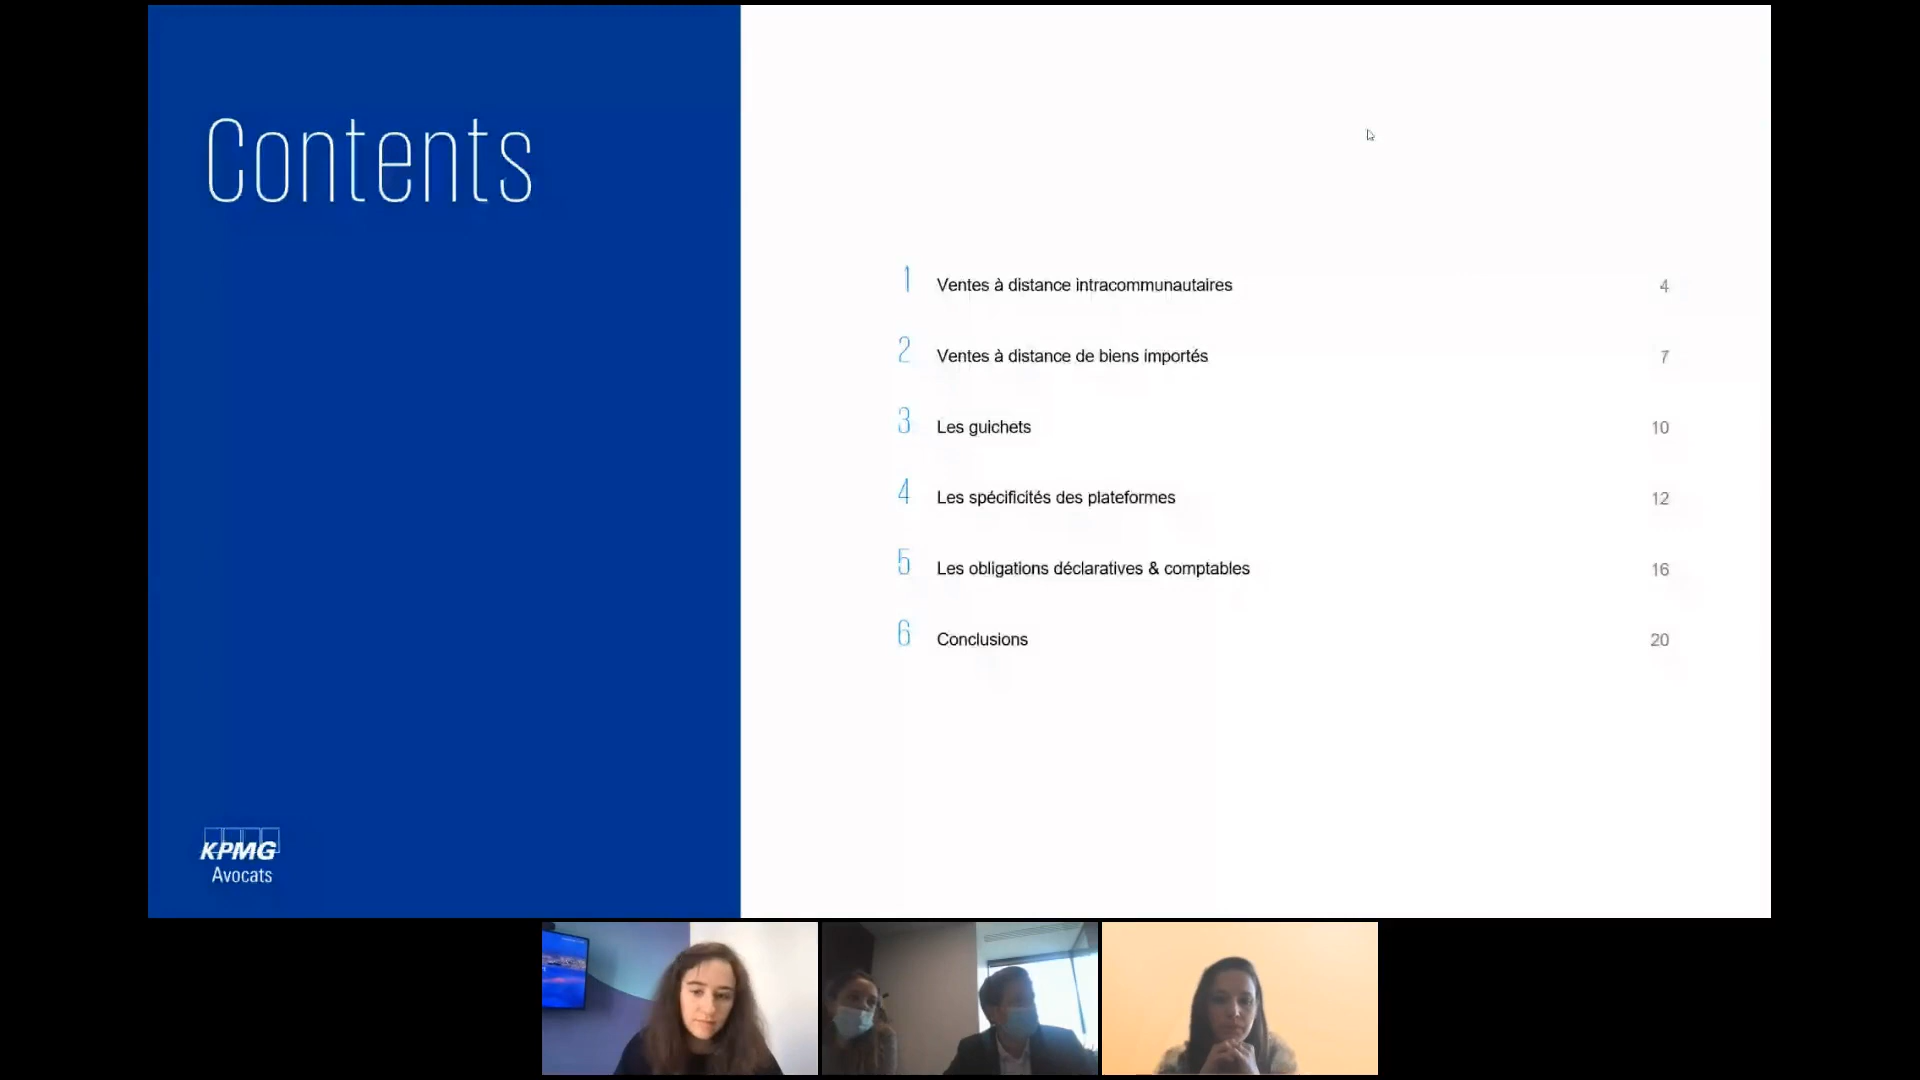 Contents
1 Ventes à distance intracommunautaires 4
2 Ventes à distance de biens importés 7
3 Les guichets 10
4 Les spécificités des plateformes 12
5 Les obligations déclaratives & comptables 16
6 Conclusions 20
KPMG
Avocats